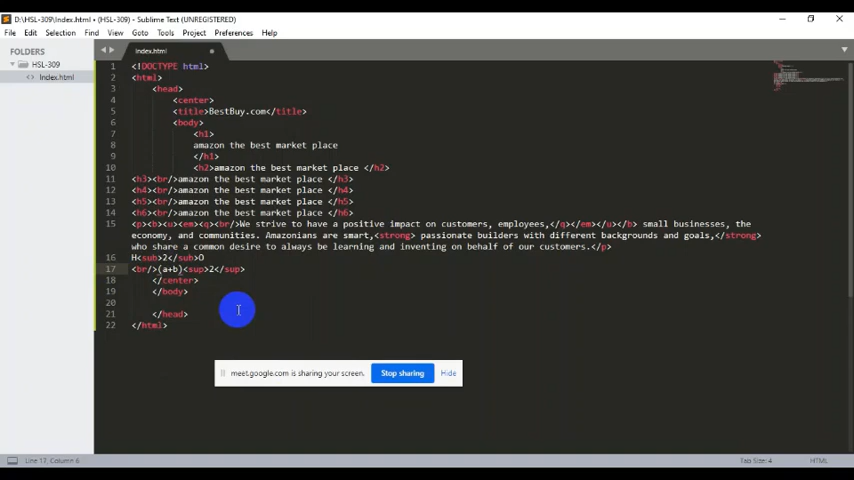 D:\HSL-309\Index.html • (HSL-309) - Sublime Text (UNREGISTERED)
File Edit Selection Find View Goto Tools Project Preferences Help
FOLDERS
HSL-309
<> Index.html
Index.html
1 <!DOCTYPE html>
2 <html>
3 <head>
4 <center>
5 <title>BestBuy.com</title>
6 <body>
7 <h1>
8 amazon the best market place
9 </h1>
10 <h2>amazon the best market place </h2>
11 <h3><br/>amazon the best market place </h3>
12 <h4><br/>amazon the best market place </h4>
13 <h5><br/>amazon the best market place </h5>
14 <h6><br/>amazon the best market place </h6>
15 <p><b><u><em><q><br/>We strive to have a positive impact on customers, employees,</q></em></u></b> small businesses, the
economy, and communities. Amazonians are smart,<strong> passionate builders with different backgrounds and goals,</strong>
who share a common desire to always be learning and inventing on behalf of our customers.</p>
16 H<sub>2</sub>O
17 <br/>(a+b)<sup>2</sup>
18 </center>
19 </body>
20
21 </head>
22 </html>
meet.google.com is sharing your screen. Stop sharing Hide
Line 17, Column 6 Tab Size: 4 HTML